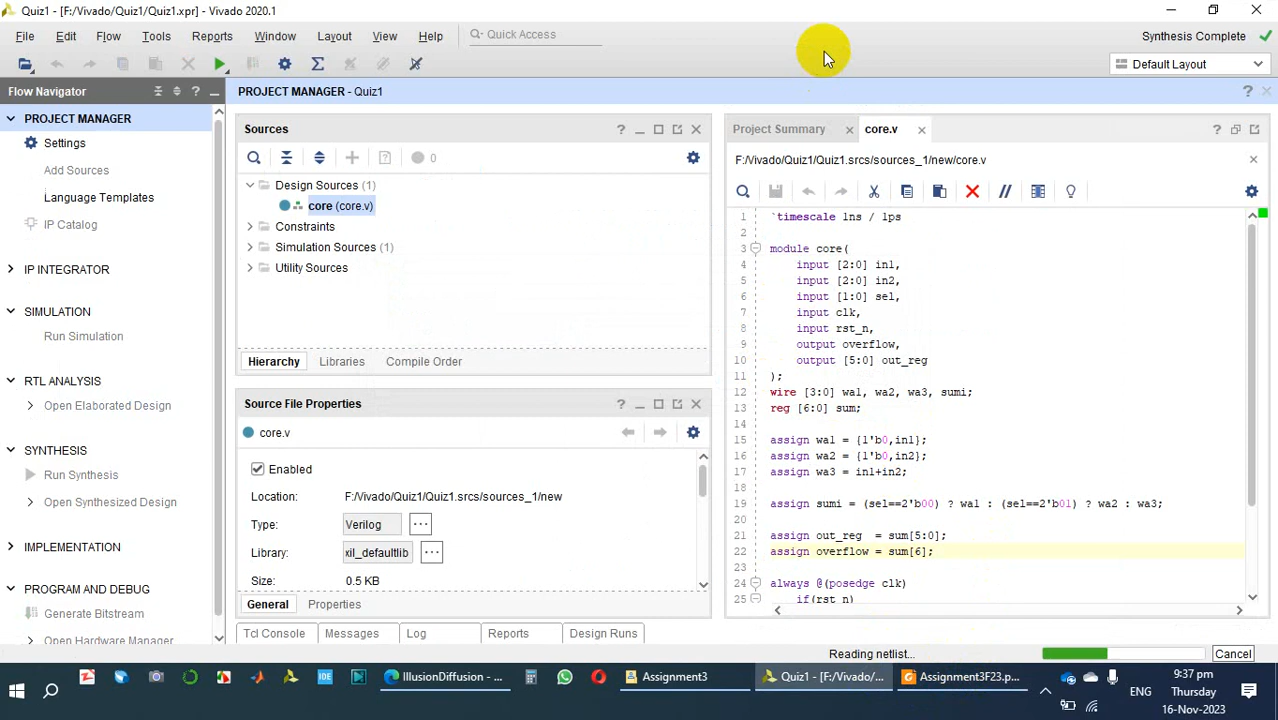 Quiz1 - [F:/Vivado/Quiz1/Quiz1.xpr] - Vivado 2020.1
File Edit Flow Tools Reports Window Layout View Help Quick Access Synthesis Complete
Default Layout
Flow Navigator
PROJECT MANAGER - Quiz1
PROJECT MANAGER
Settings
Add Sources
Language Templates
IP Catalog
IP INTEGRATOR
SIMULATION
Run Simulation
RTL ANALYSIS
Open Elaborated Design
SYNTHESIS
Run Synthesis
Open Synthesized Design
IMPLEMENTATION
PROGRAM AND DEBUG
Generate Bitstream
Open Hardware Manager
Sources
0
Design Sources (1)
core (core.v)
Constraints
Simulation Sources (1)
Utility Sources
Hierarchy Libraries Compile Order
Source File Properties
core.v
Enabled
Location: F:/Vivado/Quiz1/Quiz1.srcs/sources_1/new
Type: Verilog
Library: xil_defaultlib
Size: 0.5 KB
General Properties
Tcl Console Messages Log Reports Design Runs
Project Summary core.v
F:/Vivado/Quiz1/Quiz1.srcs/sources_1/new/core.v
1 `timescale 1ns / 1ps
2
3 module core(
4 input [2:0] in1,
5 input [2:0] in2,
6 input [1:0] sel,
7 input clk,
8 input rst_n,
9 output overflow,
10 output [5:0] out_reg
11 );
12 wire [3:0] wa1, wa2, wa3, sumi;
13 reg [6:0] sum;
14
15 assign wa1 = {1'b0,in1};
16 assign wa2 = {1'b0,in2};
17 assign wa3 = in1+in2;
18
19 assign sumi = (sel==2'b00) ? wa1 : (sel==2'b01) ? wa2 : wa3;
20
21 assign out_reg = sum[5:0];
22 assign overflow = sum[6];
23
24 always @(posedge clk)
25 if(rst_n)
Reading netlist... Cancel
IllusionDiffusion - ... Assignment3 Quiz1 - [F:/Vivado/... Assignment3F23.p...
ENG
9:37 pm
Thursday
16-Nov-2023